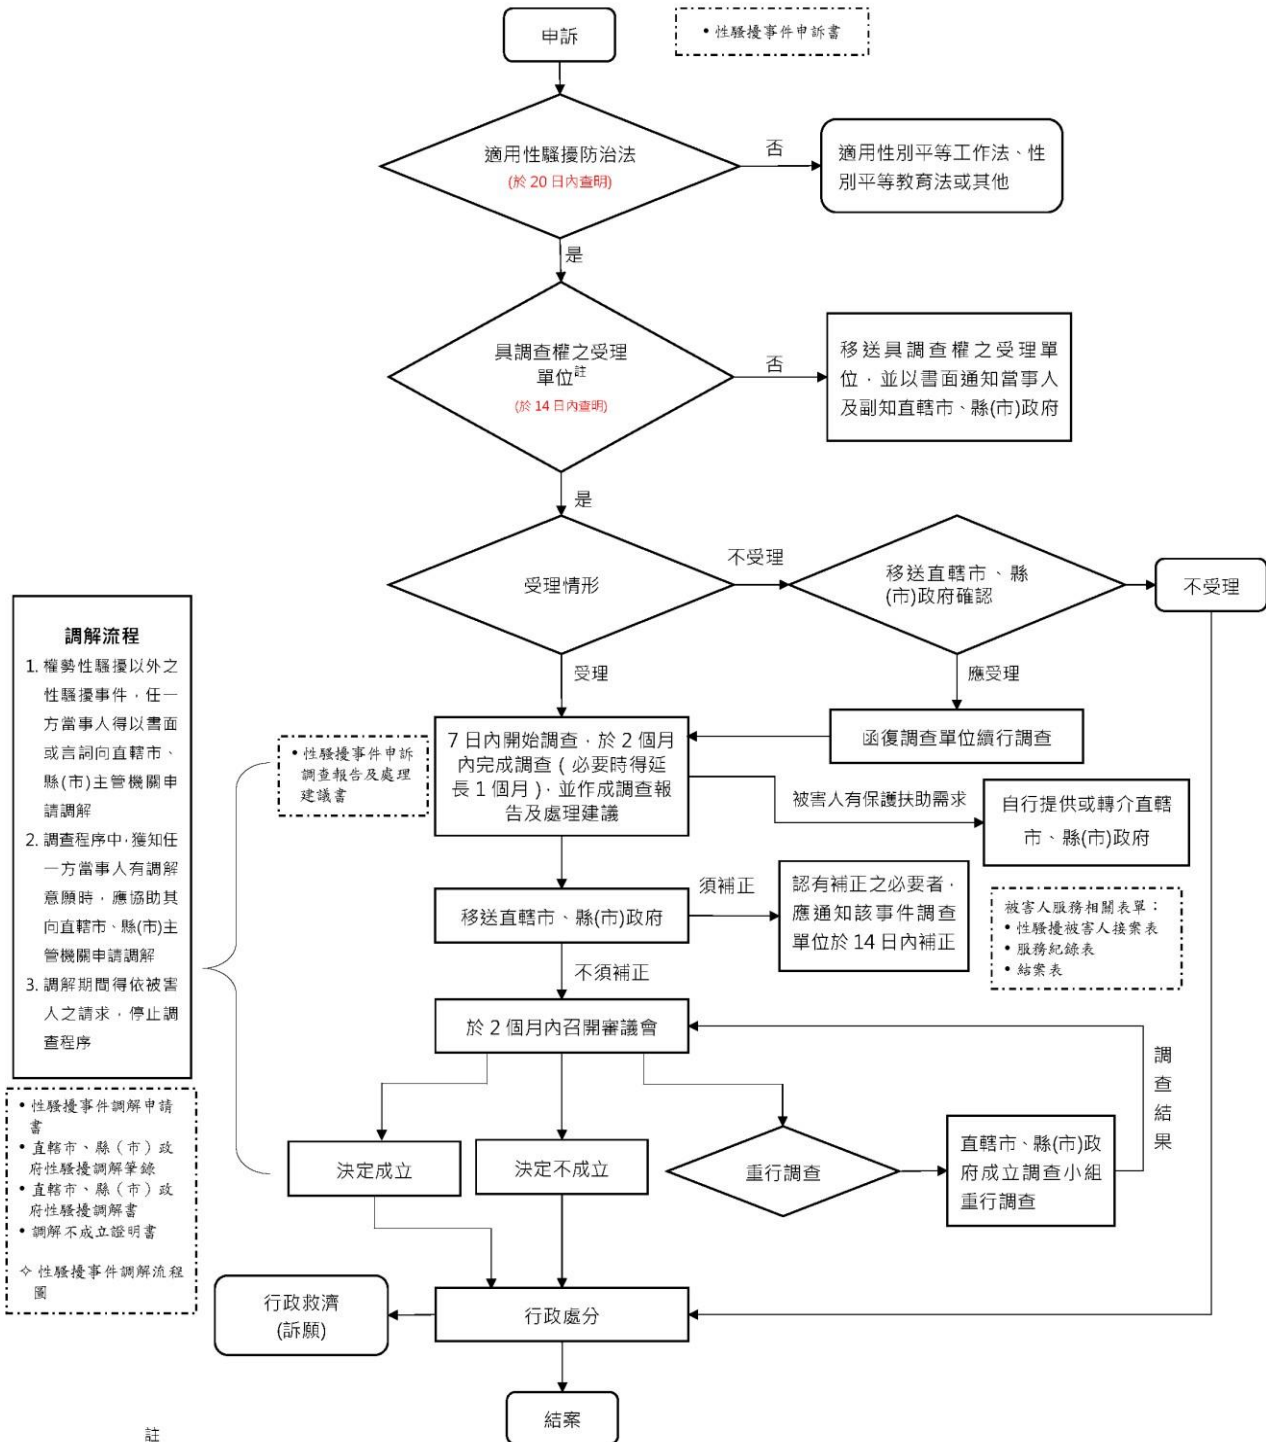 申訴
• 性騷擾事件申訴書
適用性騷擾防治法
(於 20 日內查明)
否
適用性別平等工作法、性
別平等教育法或其他
是
具調查權之受理
單位註
(於 14 日內查明)
否
移送具調查權之受理單
位，並以書面通知當事人
及副知直轄市、縣(市)政府
是
受理情形
不受理
移送直轄市、縣
(市)政府確認
不受理
受理
應受理
調解流程
1. 權勢性騷擾以外之
性騷擾事件，任一
方當事人得以書面
或言詞向直轄市、
縣(市)主管機關申
請調解
2. 調查程序中，獲知任
一方當事人有調解
意願時，應協助其
向直轄市、縣(市)主
管機關申請調解
3. 調解期間得依被害
人之請求，停止調
查程序
• 性騷擾事件申訴
調查報告及處理
建議書
7 日內開始調查，於 2 個月
內完成調查（必要時得延
長 1 個月），並作成調查報
告及處理建議
函復調查單位續行調查
被害人有保護扶助需求
自行提供或轉介直轄
市、縣(市)政府
移送直轄市、縣(市)政府
須補正
認有補正之必要者，
應通知該事件調查
單位於 14 日內補正
被害人服務相關表單：
• 性騷擾被害人接案表
• 服務紀錄表
• 結案表
不須補正
於 2 個月內召開審議會
調查結果
• 性騷擾事件調解申請
書
• 直轄市、縣（市）政
府性騷擾調解筆錄
• 直轄市、縣（市）政
府性騷擾調解書
• 調解不成立證明書
✧ 性騷擾事件調解流程
圖
決定成立
決定不成立
重行調查
直轄市、縣(市)政
府成立調查小組
重行調查
行政救濟
(訴願)
行政處分
結案
註